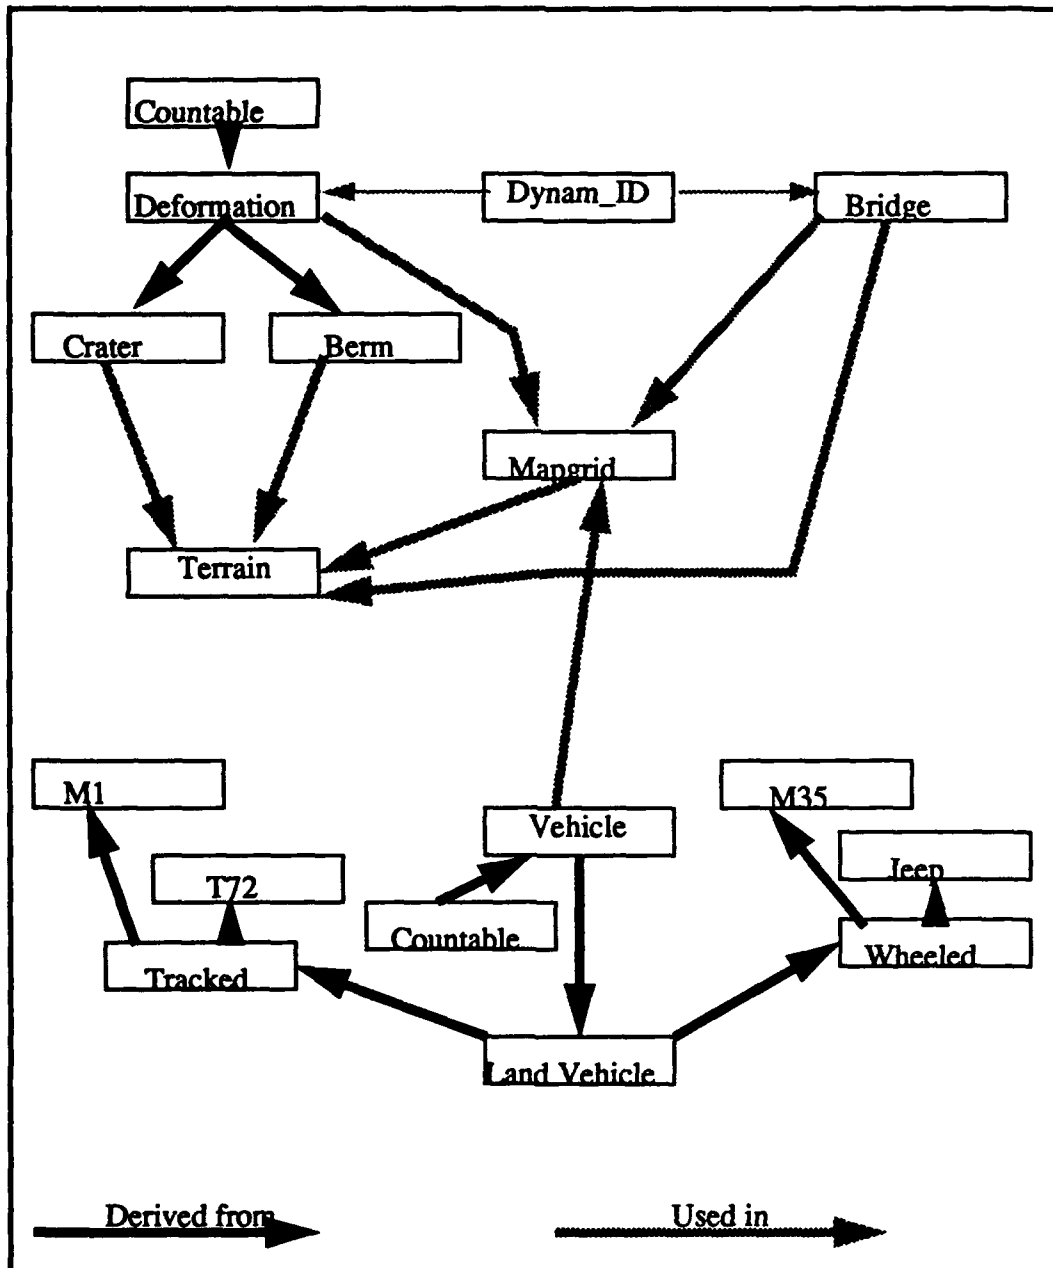 Countable
Deformation
Dynam_ID
Bridge
Crater
Berm
Mapgrid
Terrain
M1
M35
Vehicle
Jeep
T72
Countable
Wheeled
Tracked
Land Vehicle
Derived from
Used in